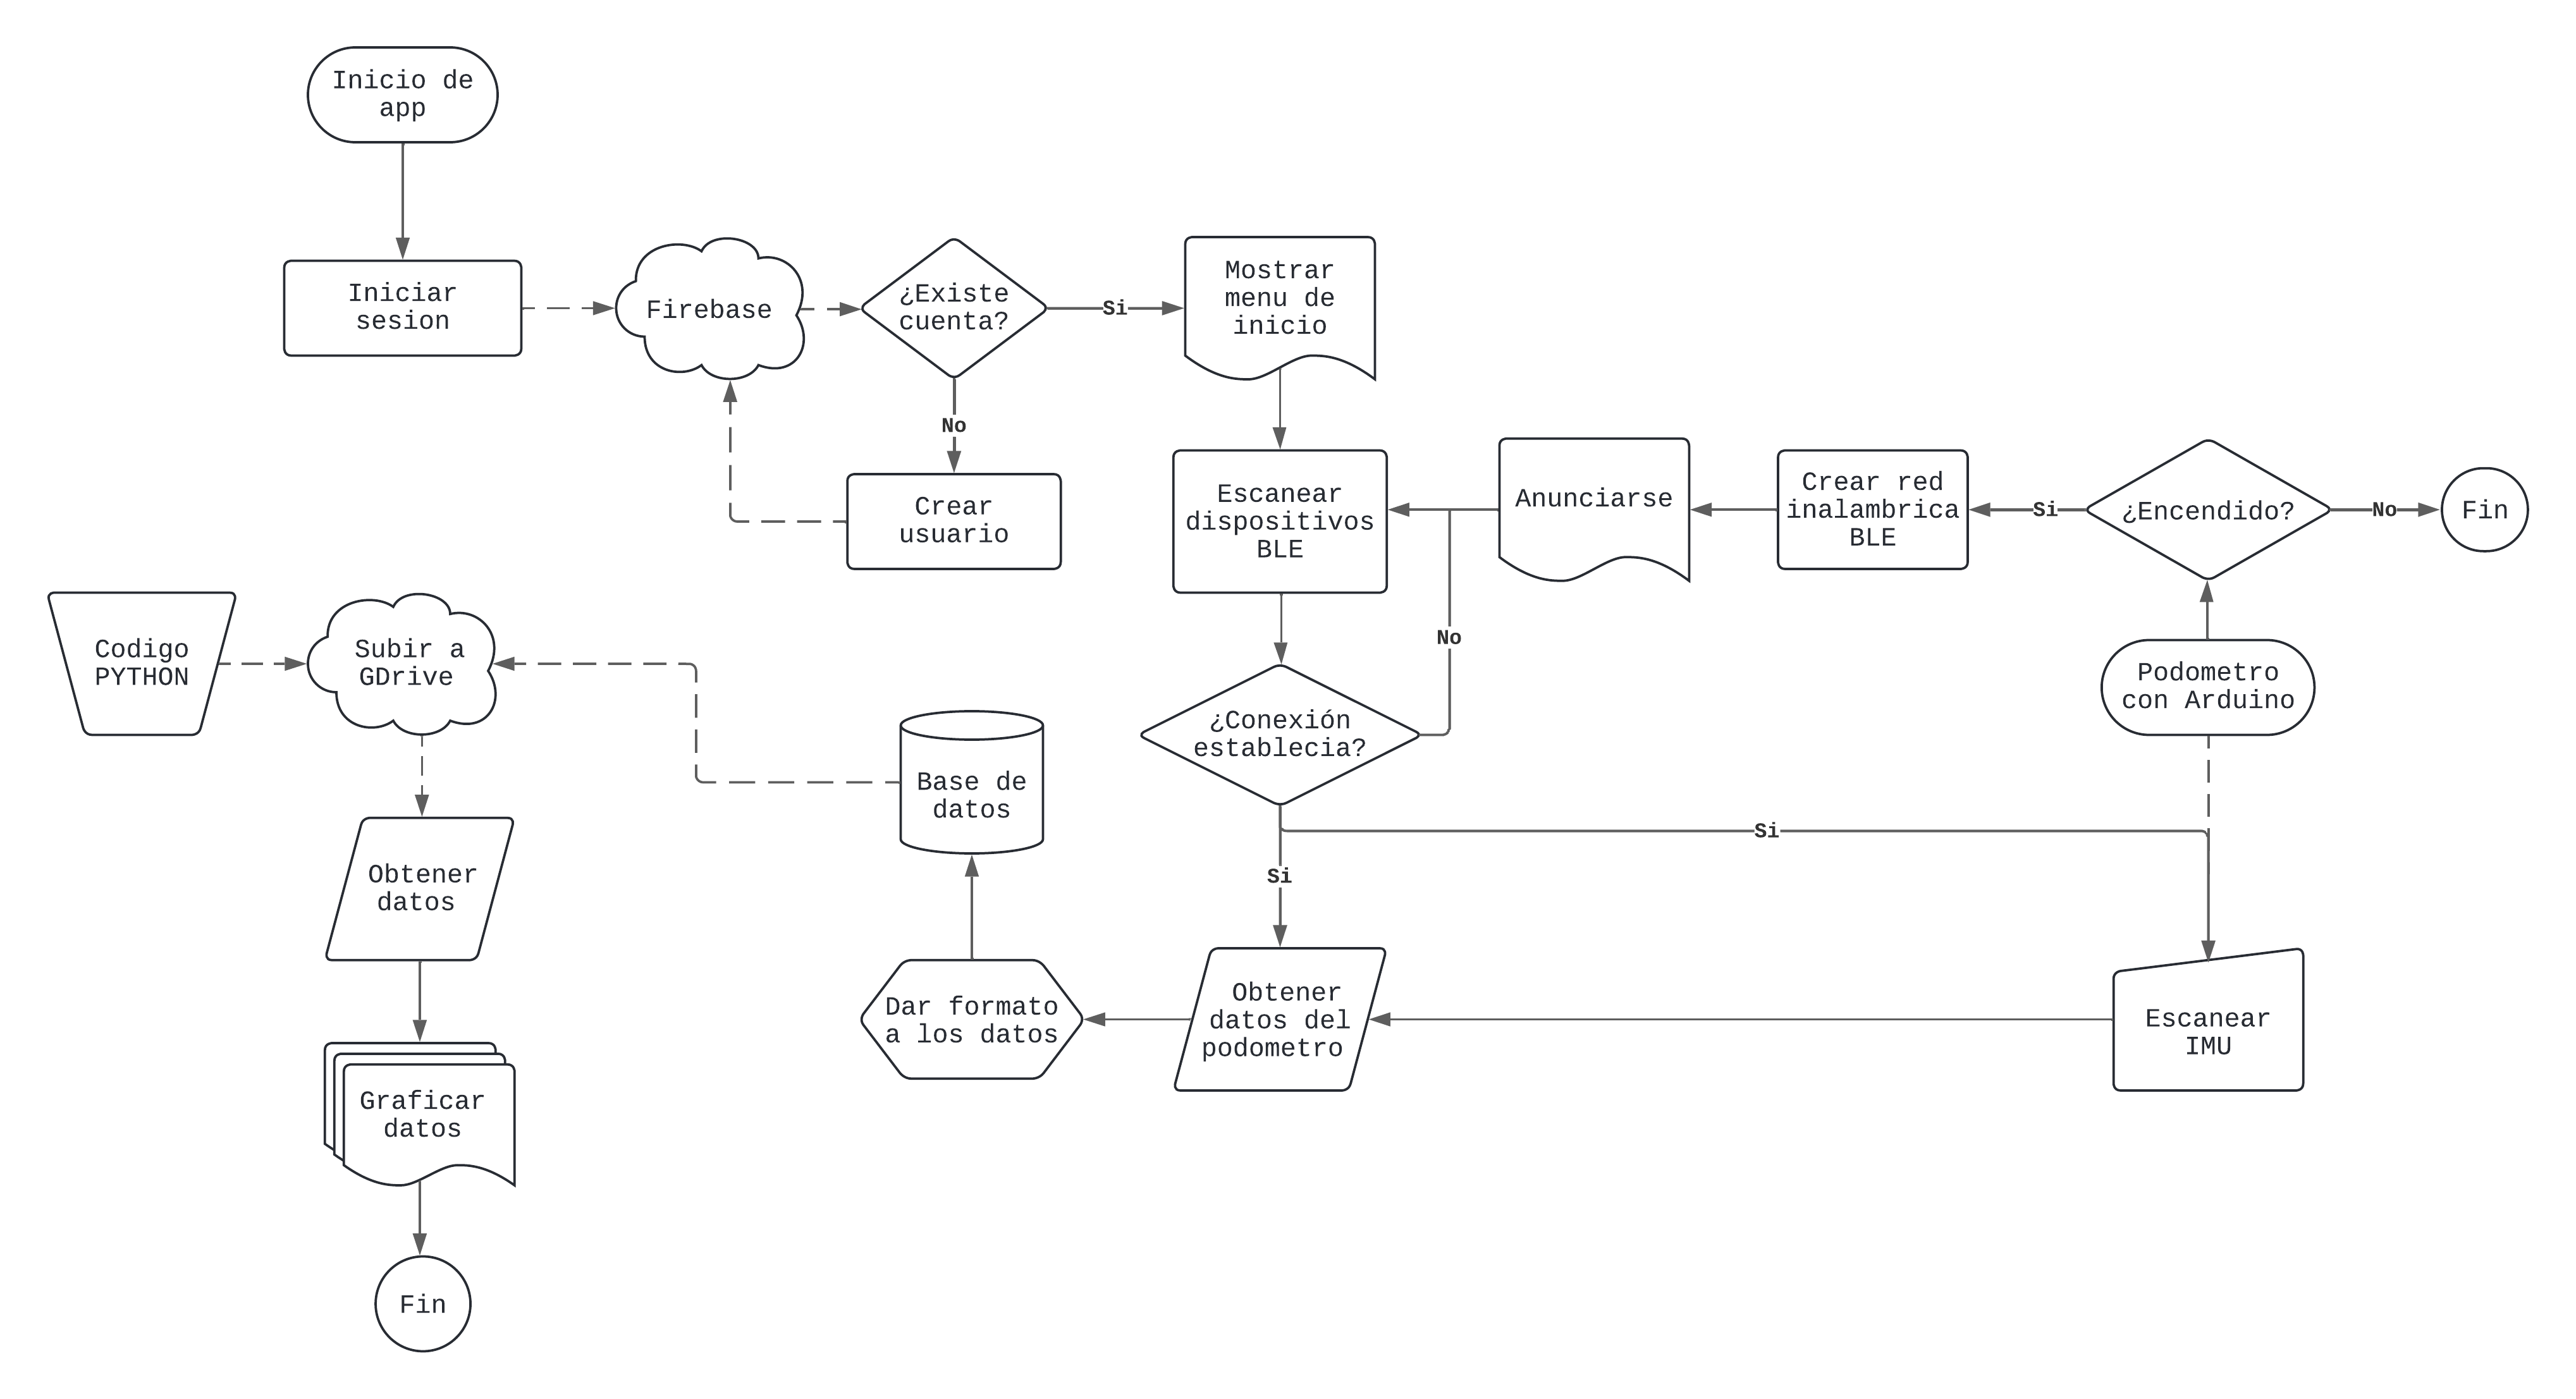 Inicio de
app
Iniciar
sesion
Firebase
¿Existe
cuenta?
Si
Mostrar
menu de
inicio
No
Crear
usuario
Escanear
dispositivos
BLE
Anunciarse
Crear red
inalambrica
BLE
Si
¿Encendido?
No
Fin
Codigo
PYTHON
Subir a
GDrive
No
Podometro
con Arduino
¿Conexión
establecia?
Base de
datos
Si
Si
Obtener
datos
Obtener
datos del
podometro
Dar formato
a los datos
Escanear
IMU
Graficar
datos
Fin